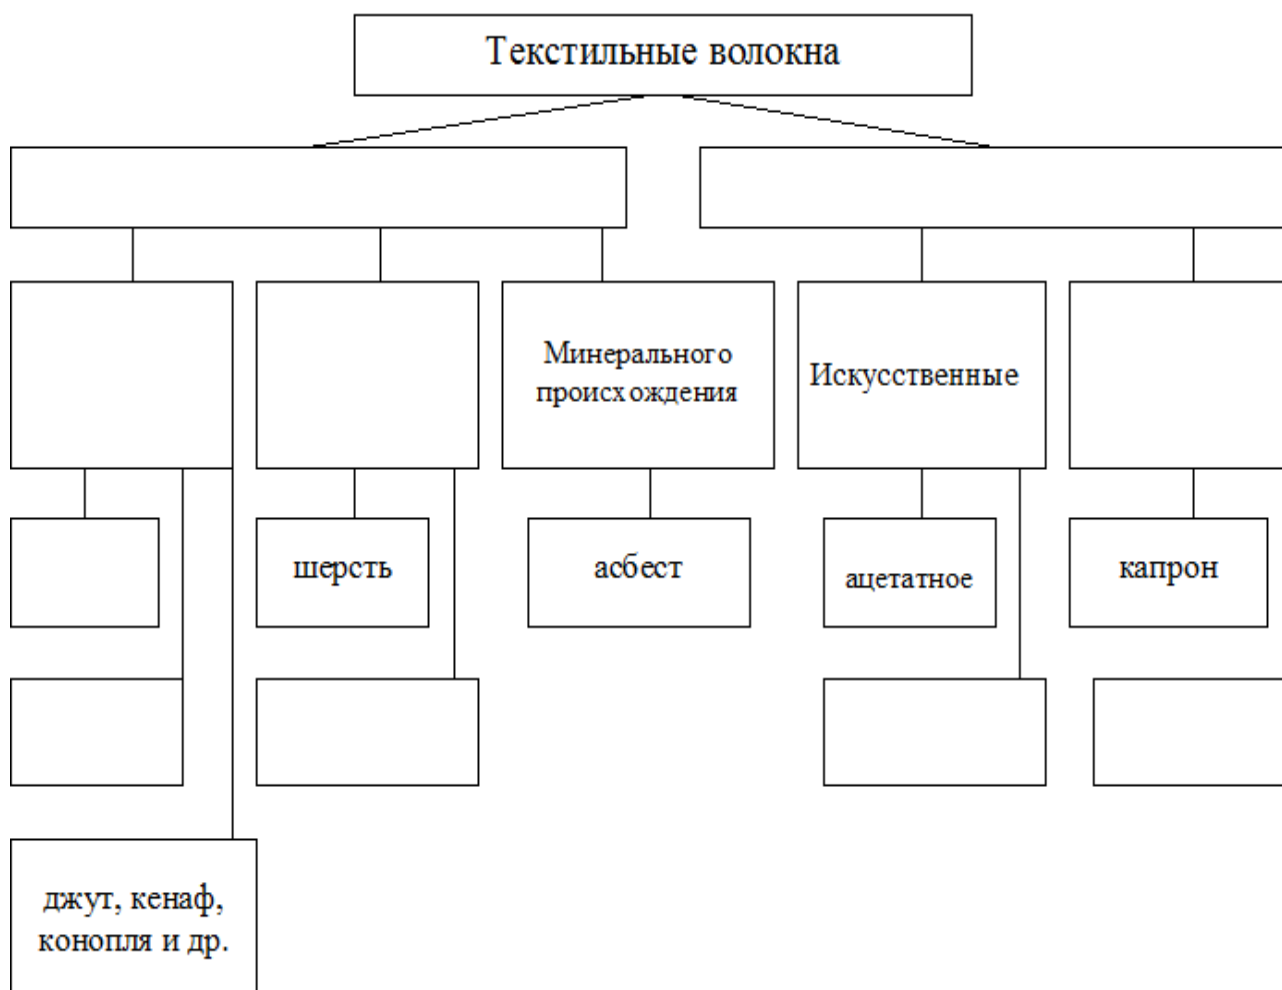 Текстильные волокна
Минерального
происхождения
Искусственные
шерсть
асбест
ацетатное
капрон
джут, кенаф,
конопля и др.